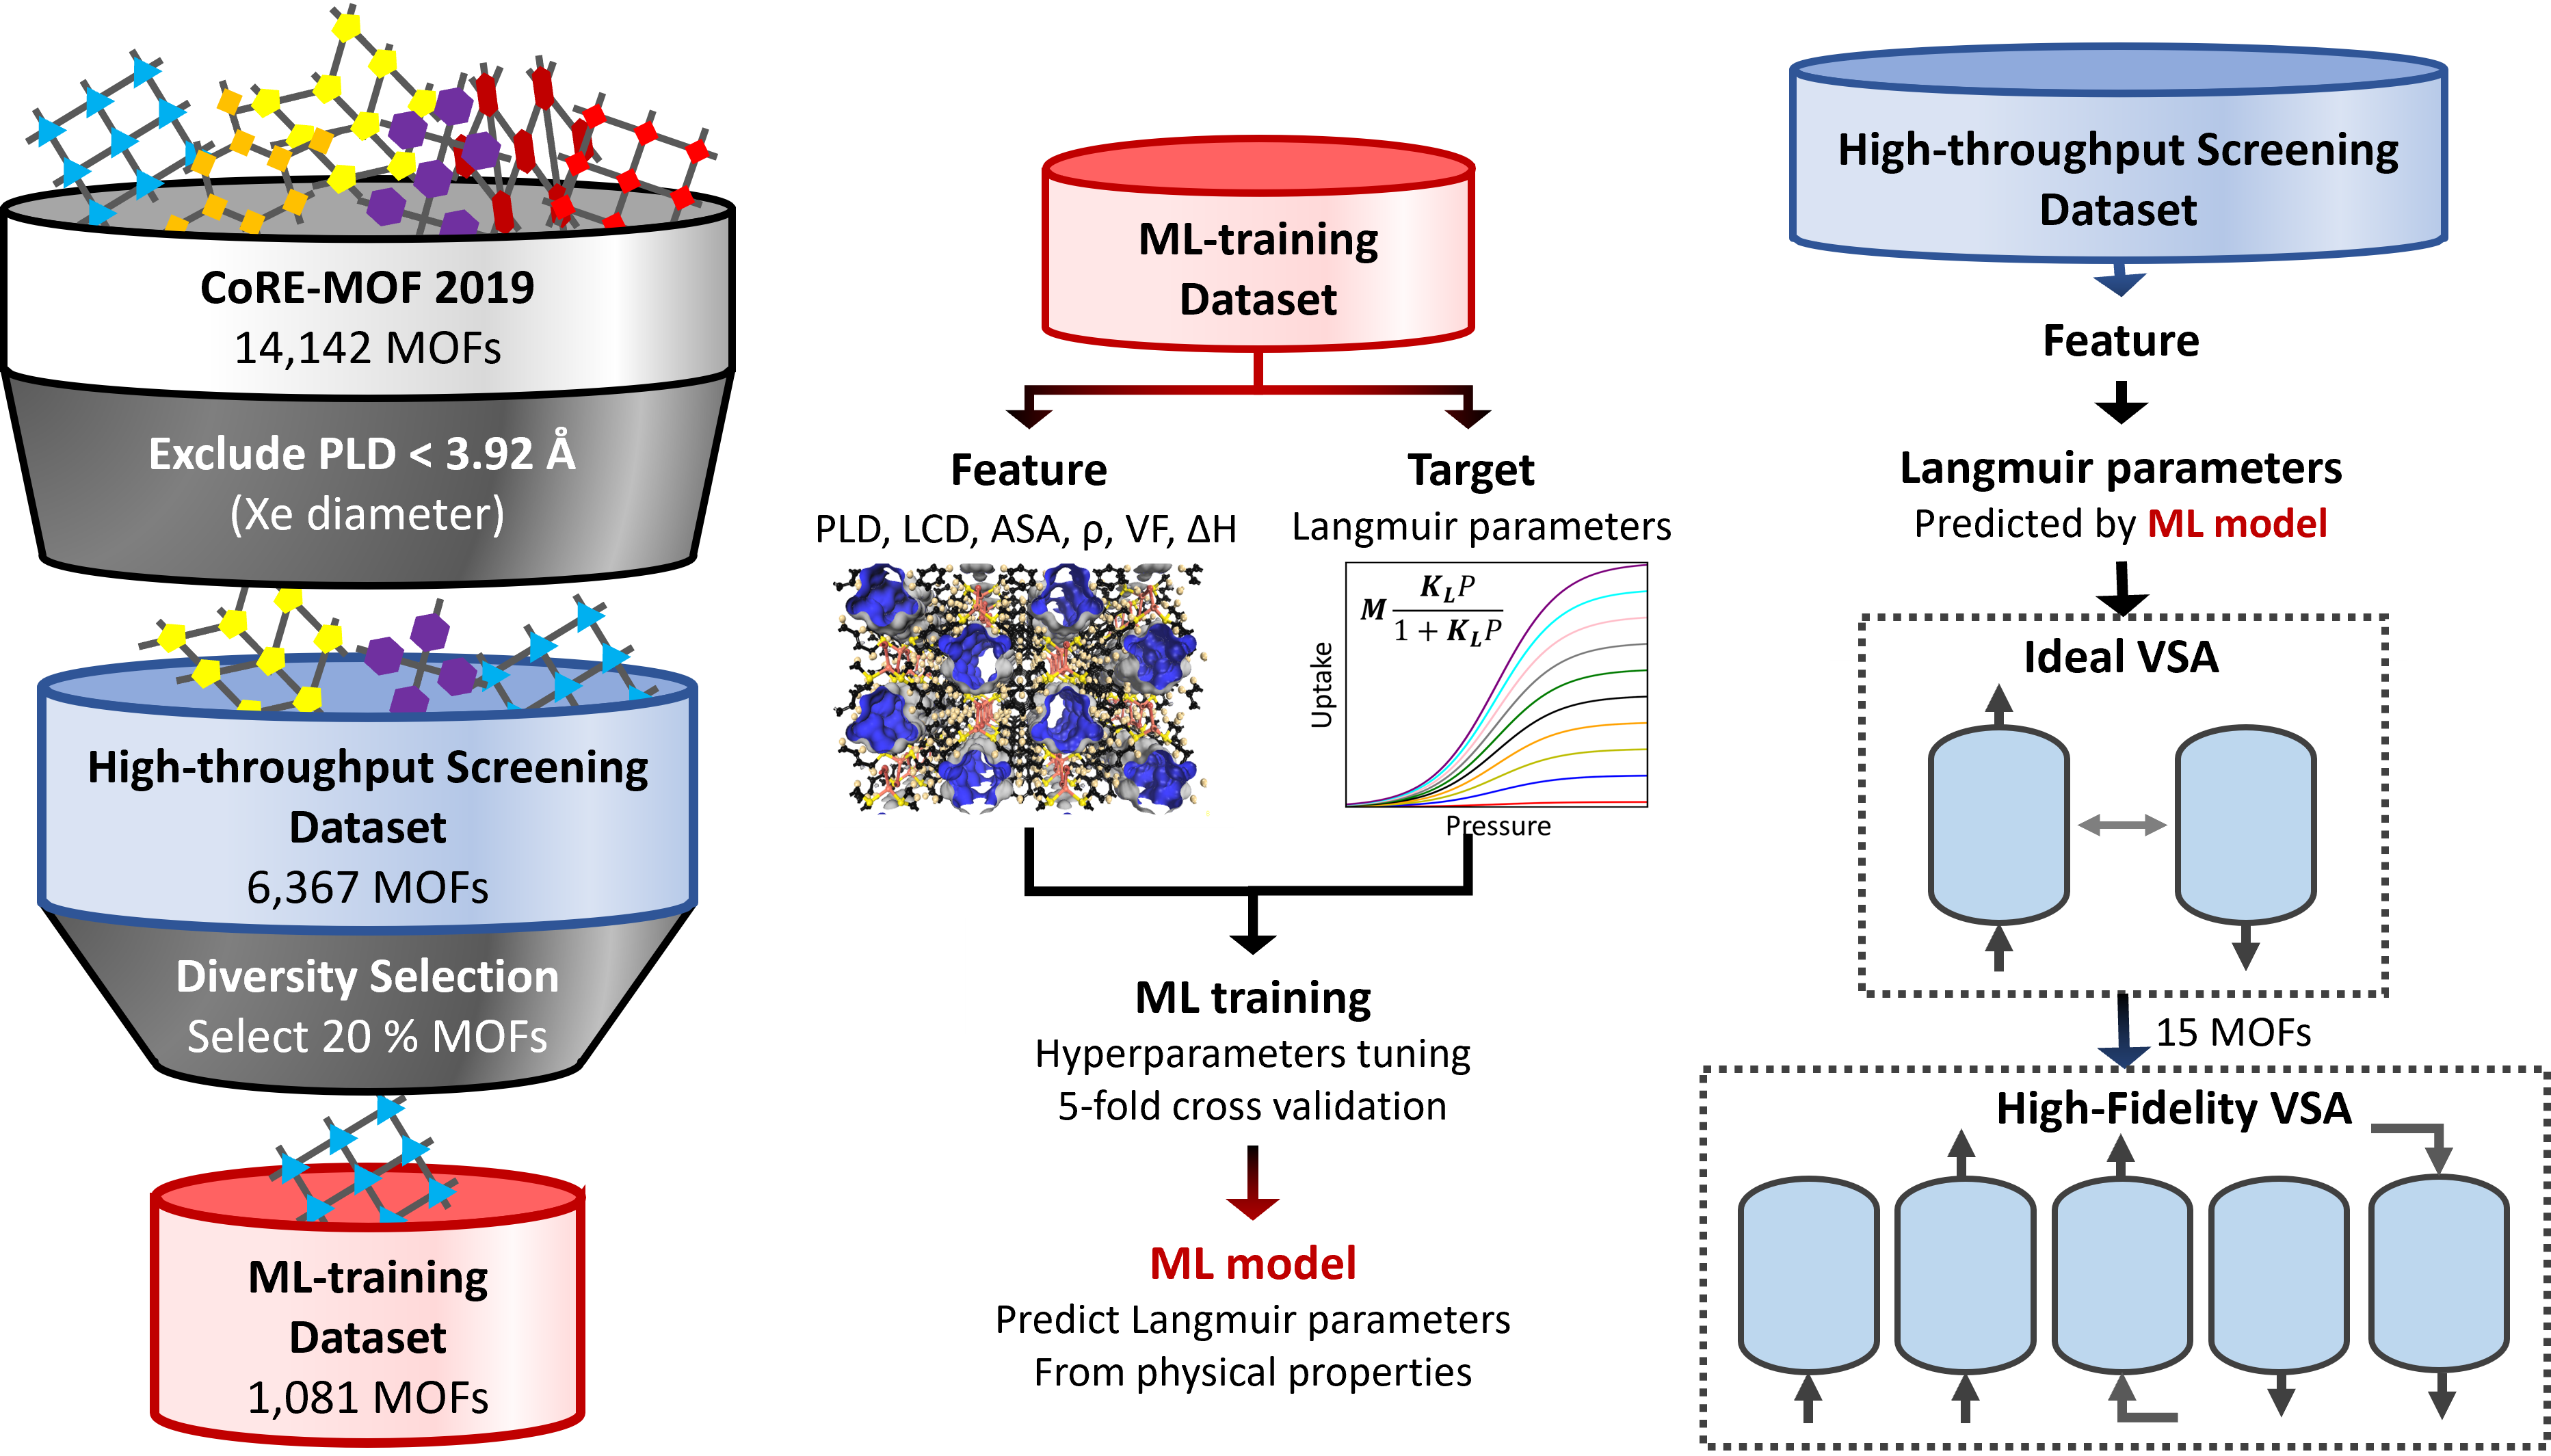 CoRE-MOF 2019
14,142 MOFs
Exclude PLD < 3.92 Å
(Xe diameter)
High-throughput Screening
Dataset
6,367 MOFs
Diversity Selection
Select 20 % MOFs
ML-training
Dataset
1,081 MOFs
ML-training
Dataset
Feature
PLD, LCD, ASA, ρ, VF, ΔH
Target
Langmuir parameters
M K_L P / 1 + K_L P
Uptake
Pressure
ML training
Hyperparameters tuning
5-fold cross validation
ML model
Predict Langmuir parameters
From physical properties
High-throughput Screening
Dataset
Feature
Langmuir parameters
Predicted by ML model
Ideal VSA
15 MOFs
High-Fidelity VSA